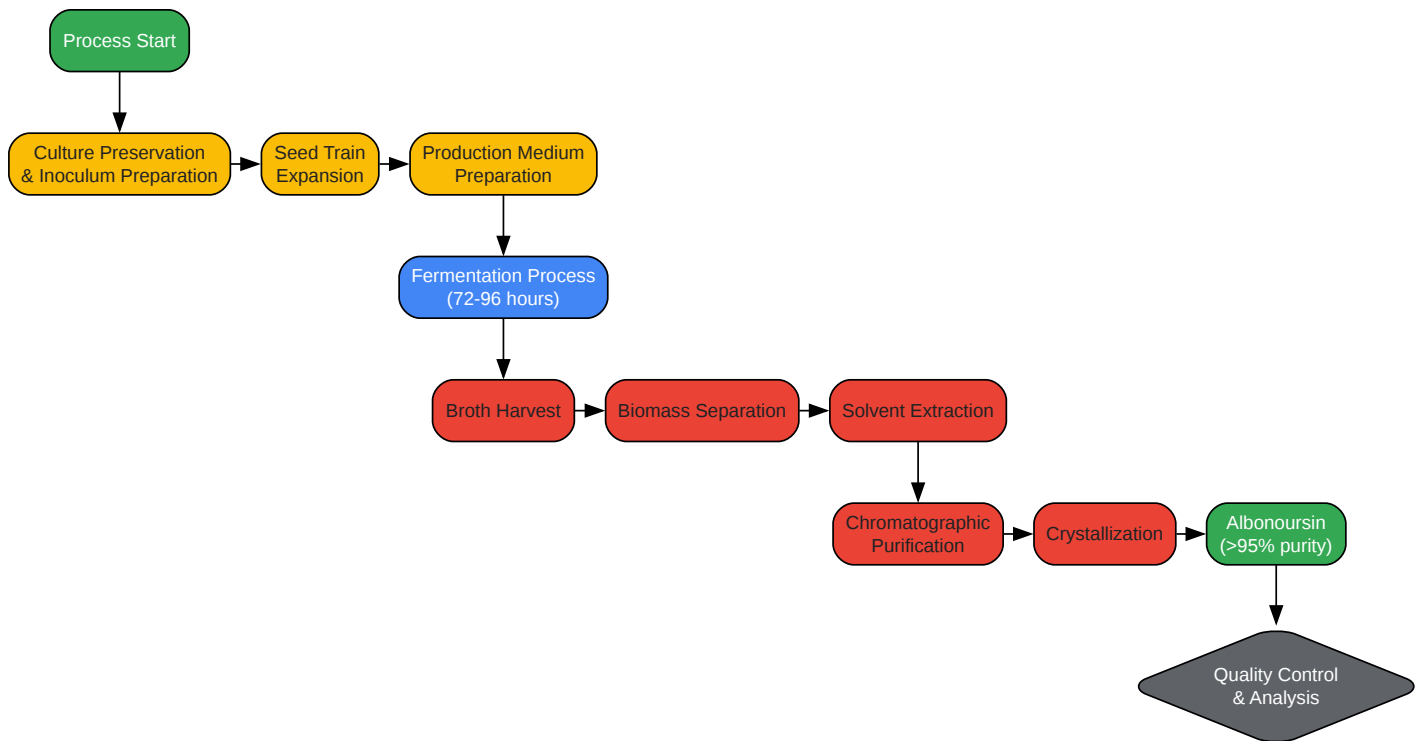 Process Start
Culture Preservation
& Inoculum Preparation
Seed Train
Expansion
Production Medium
Preparation
Fermentation Process
(72-96 hours)
Broth Harvest
Biomass Separation
Solvent Extraction
Chromatographic
Purification
Crystallization
Albonoursin
(>95% purity)
Quality Control
& Analysis